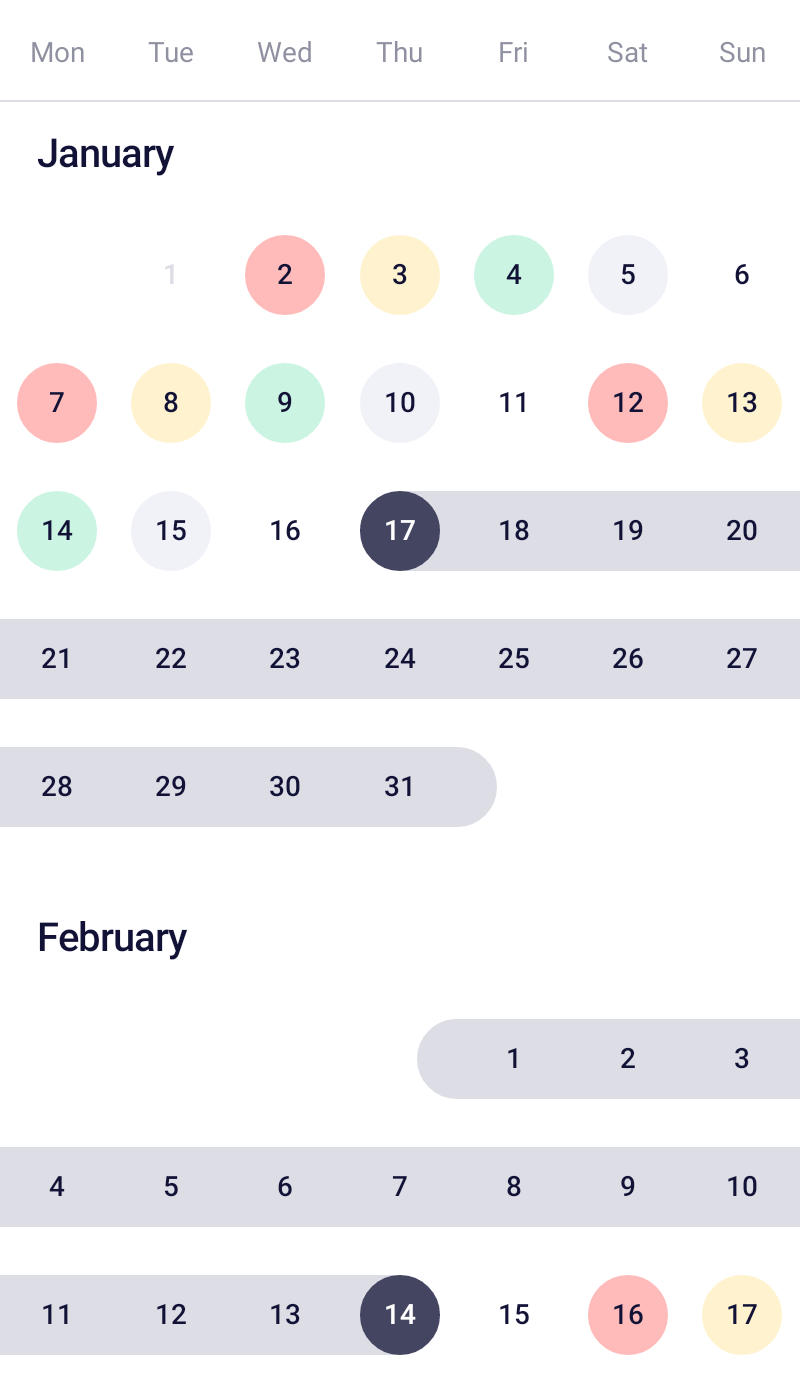 Mon Tue Wed Thu Fri Sat Sun
January
1 2 3 4 5 6
7 8 9 10 11 12 13
14 15 16 17 18 19 20
21 22 23 24 25 26 27
28 29 30 31
February
1 2 3
4 5 6 7 8 9 10
11 12 13 14 15 16 17